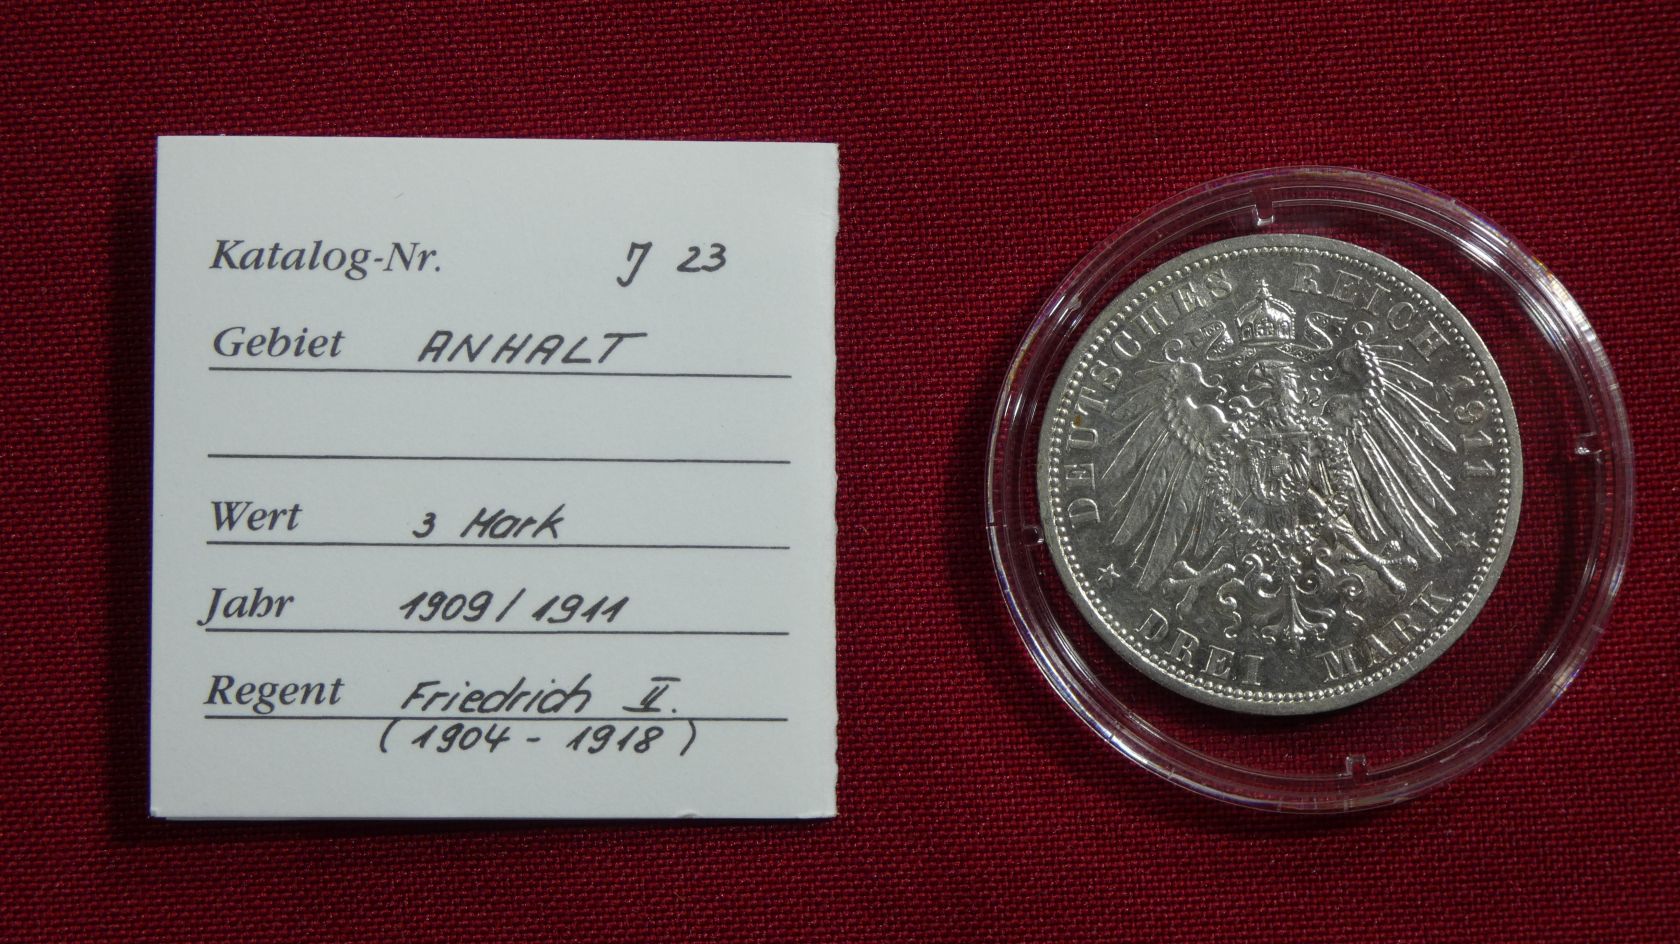 Katalog-Nr. J 23
Gebiet ANHALT
Wert 3 Mark
Jahr 1909/1911
Regent Friedrich II.
(1904 - 1918)
DEUTSCHES REICH 1911
DREI MARK